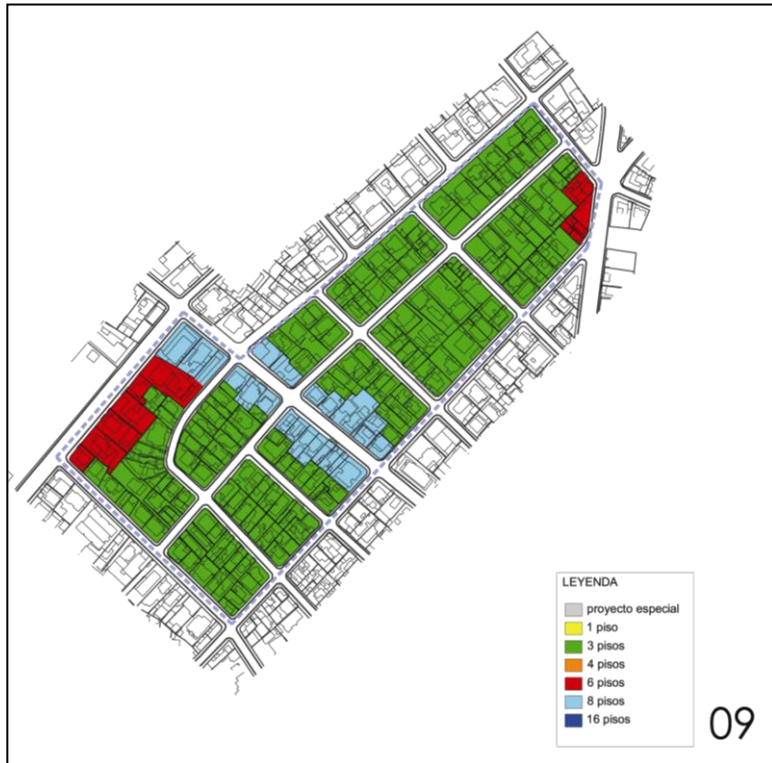 LEYENDA
proyecto especial
1 piso
3 pisos
4 pisos
6 pisos
8 pisos
16 pisos
09